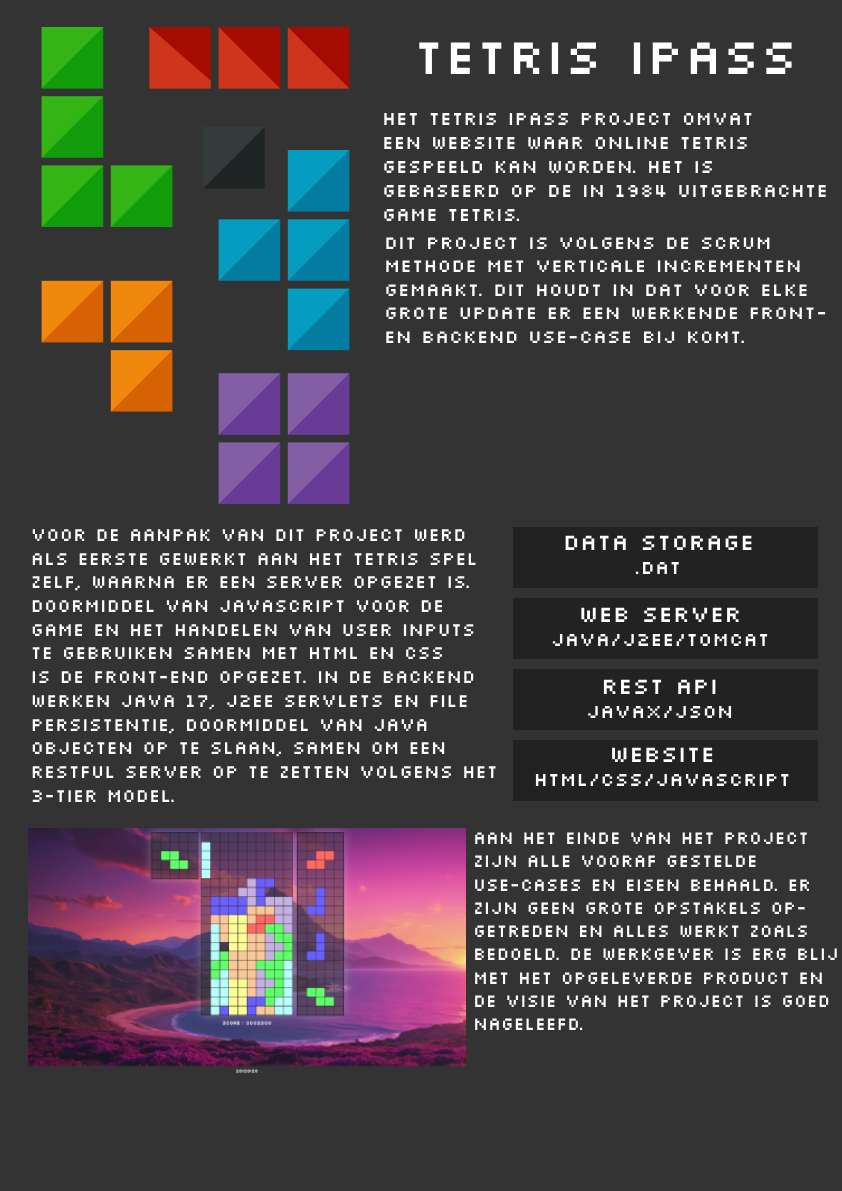 TETRIS IPASS
HET TETRIS IPASS PROJECT OMVAT
EEN WEBSITE WAAR ONLINE TETRIS
GESPEELD KAN WORDEN. HET IS
GEBASEERD OP DE IN 1984 UITGEBRACHTE
GAME TETRIS.
DIT PROJECT IS VOLGENS DE SCRUM
METHODE MET VERTICALE INCREMENTEN
GEMAAKT. DIT HOUDT IN DAT VOOR ELKE
GROTE UPDATE ER EEN WERKENDE FRONT-
EN BACKEND USE-CASE BIJ KOMT.
VOOR DE AANPAK VAN DIT PROJECT WERD
ALS EERSTE GEWERKT AAN HET TETRIS SPEL
ZELF, WAARNA ER EEN SERVER OPGEZET IS.
DOORMIDDEL VAN JAVASCRIPT VOOR DE
GAME EN HET HANDELEN VAN USER INPUTS
TE GEBRUIKEN SAMEN MET HTML EN CSS
IS DE FRONT-END OPGEZET. IN DE BACKEND
WERKEN JAVA 17, J2EE SERVLETS EN FILE
PERSISTENTIE, DOORMIDDEL VAN JAVA
OBJECTEN OP TE SLAAN, SAMEN OM EEN
RESTFUL SERVER OP TE ZETTEN VOLGENS HET
3-TIER MODEL.
DATA STORAGE
.DAT
WEB SERVER
JAVA/J2EE/TOMCAT
REST API
JAVAX/JSON
WEBSITE
HTML/CSS/JAVASCRIPT
SCORE: 0003300
AAN HET EINDE VAN HET PROJECT
ZIJN ALLE VOORAF GESTELDE
USE-CASES EN EISEN BEHAALD. ER
ZIJN GEEN GROTE OPSTAKELS OP-
GETREDEN EN ALLES WERKT ZOALS
BEDOELD. DE WERKGEVER IS ERG BLIJ
MET HET OPGELEVERDE PRODUCT EN
DE VISIE VAN HET PROJECT IS GOED
NAGELEEFD.